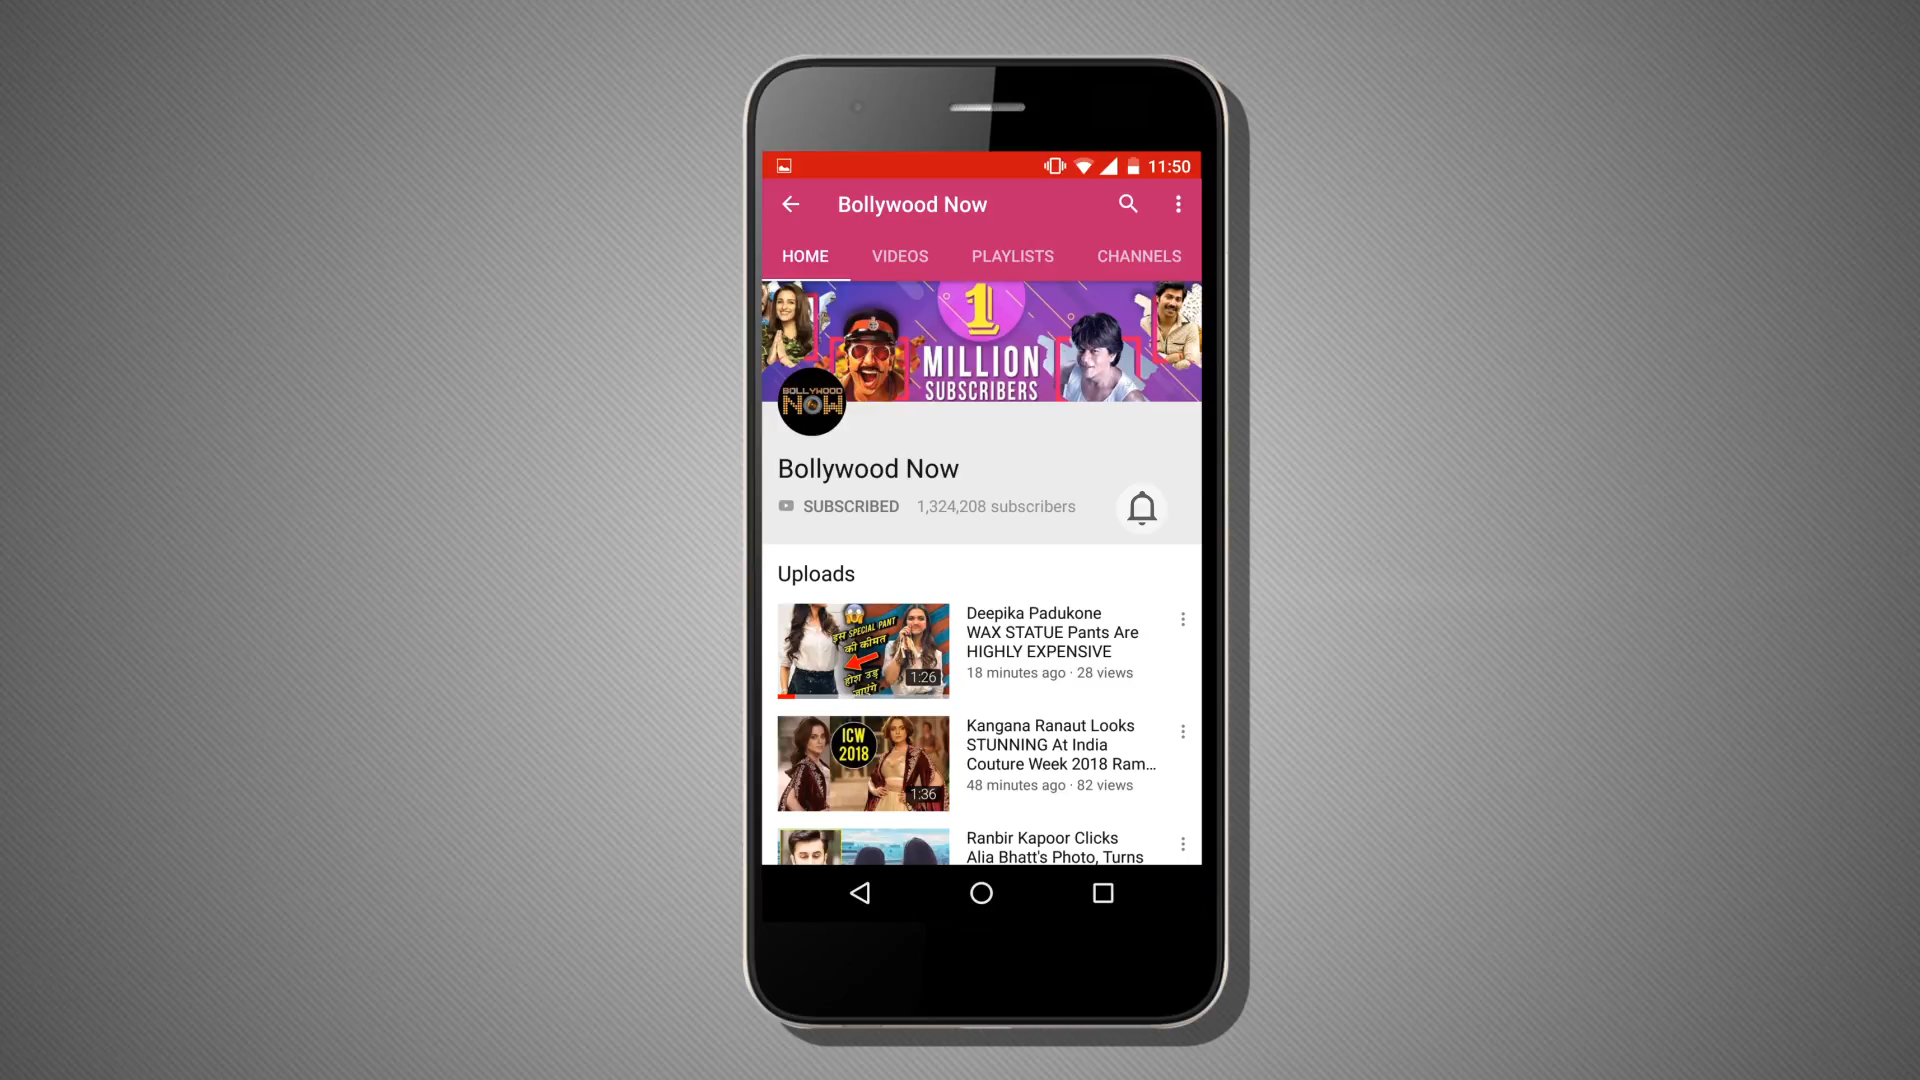 11:50
Bollywood Now
HOME VIDEOS PLAYLISTS CHANNELS
1
MILLION
SUBSCRIBERS
BOLLYWOOD
NOW
Bollywood Now
SUBSCRIBED 1,324,208 subscribers
Uploads
इस SPECIAL PANT
की कीमत
होश उड़
जाएंगे
1:26
Deepika Padukone
WAX STATUE Pants Are
HIGHLY EXPENSIVE
18 minutes ago · 28 views
ICW
2018
1:36
Kangana Ranaut Looks
STUNNING At India
Couture Week 2018 Ram...
48 minutes ago · 82 views
Ranbir Kapoor Clicks
Alia Bhatt's Photo, Turns